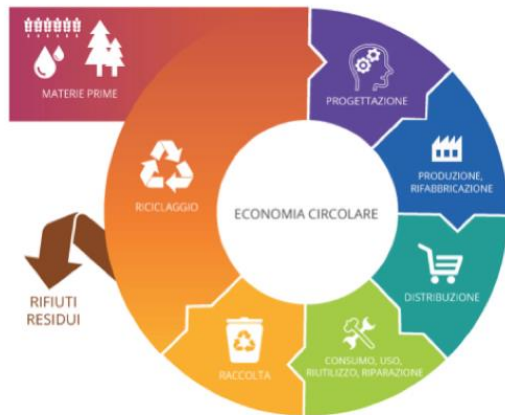 MATERIE PRIME
PROGETTAZIONE
PRODUZIONE,
RIFABBRICAZIONE
RICICLAGGIO
ECONOMIA CIRCOLARE
DISTRIBUZIONE
RIFIUTI
RESIDUI
CONSUMO, USO,
RIUTILIZZO, RIPARAZIONE
RACCOLTA